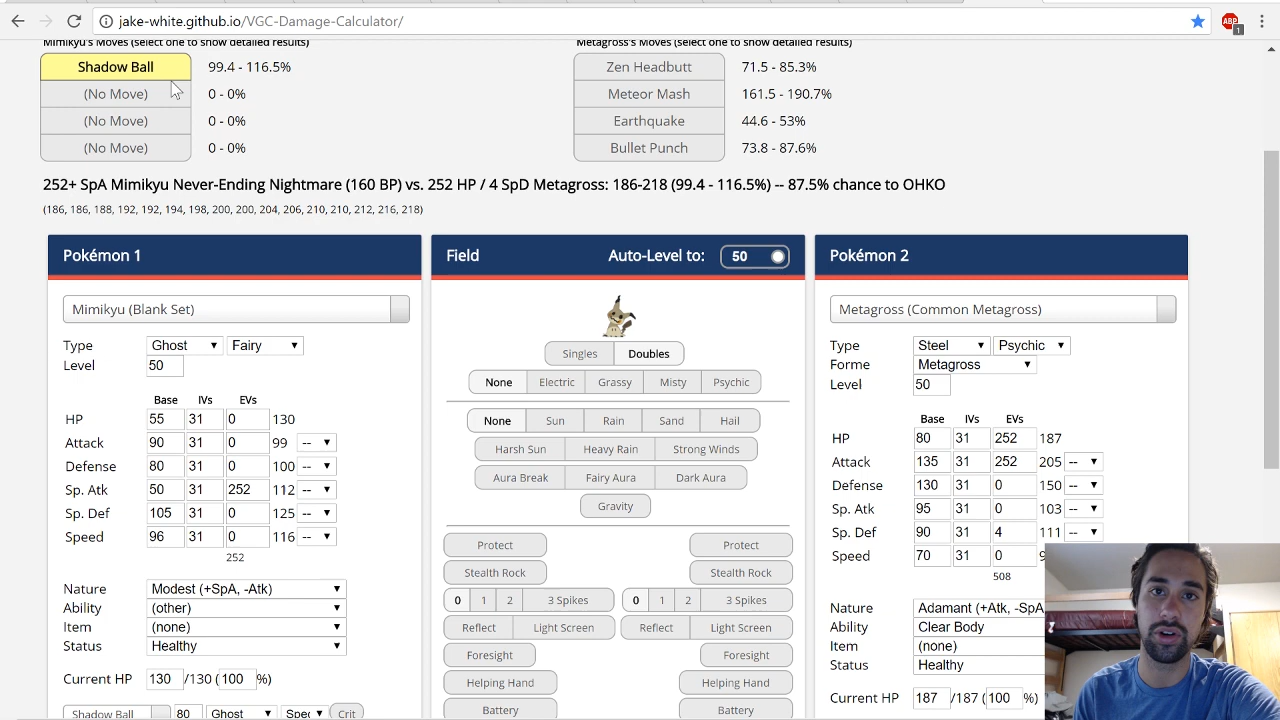 jake-white.github.io/VGC-Damage-Calculator/
ABP
1
Mimikyu's Moves (select one to show detailed results)
Metagross's Moves (select one to show detailed results)
Shadow Ball 99.4 - 116.5%
Zen Headbutt 71.5 - 85.3%
(No Move) 0 - 0%
Meteor Mash 161.5 - 190.7%
(No Move) 0 - 0%
Earthquake 44.6 - 53%
(No Move) 0 - 0%
Bullet Punch 73.8 - 87.6%
252+ SpA Mimikyu Never-Ending Nightmare (160 BP) vs. 252 HP / 4 SpD Metagross: 186-218 (99.4 - 116.5%) -- 87.5% chance to OHKO
(186, 186, 188, 192, 192, 194, 198, 200, 200, 204, 206, 210, 210, 212, 216, 218)
Pokémon 1
Mimikyu (Blank Set)
Type Ghost Fairy
Level 50
Base IVs EVs
HP 55 31 0 130
Attack 90 31 0 99 --
Defense 80 31 0 100 --
Sp. Atk 50 31 252 112 --
Sp. Def 105 31 0 125 --
Speed 96 31 0 116 --
252
Nature Modest (+SpA, -Atk)
Ability (other)
Item (none)
Status Healthy
Current HP 130 /130 (100 %)
Shadow Ball 80 Ghost Spec Crit
Field Auto-Level to: 50
Singles Doubles
None Electric Grassy Misty Psychic
None Sun Rain Sand Hail
Harsh Sun Heavy Rain Strong Winds
Aura Break Fairy Aura Dark Aura
Gravity
Protect Protect
Stealth Rock Stealth Rock
0 1 2 3 Spikes 0 1 2 3 Spikes
Reflect Light Screen Reflect Light Screen
Foresight Foresight
Helping Hand Helping Hand
Battery Battery
Pokémon 2
Metagross (Common Metagross)
Type Steel Psychic
Forme Metagross
Level 50
Base IVs EVs
HP 80 31 252 187
Attack 135 31 252 205 --
Defense 130 31 0 150 --
Sp. Atk 95 31 0 103 --
Sp. Def 90 31 4 111 --
Speed 70 31 0
508
Nature Adamant (+Atk, -SpA
Ability Clear Body
Item (none)
Status Healthy
Current HP 187 /187 (100 %)